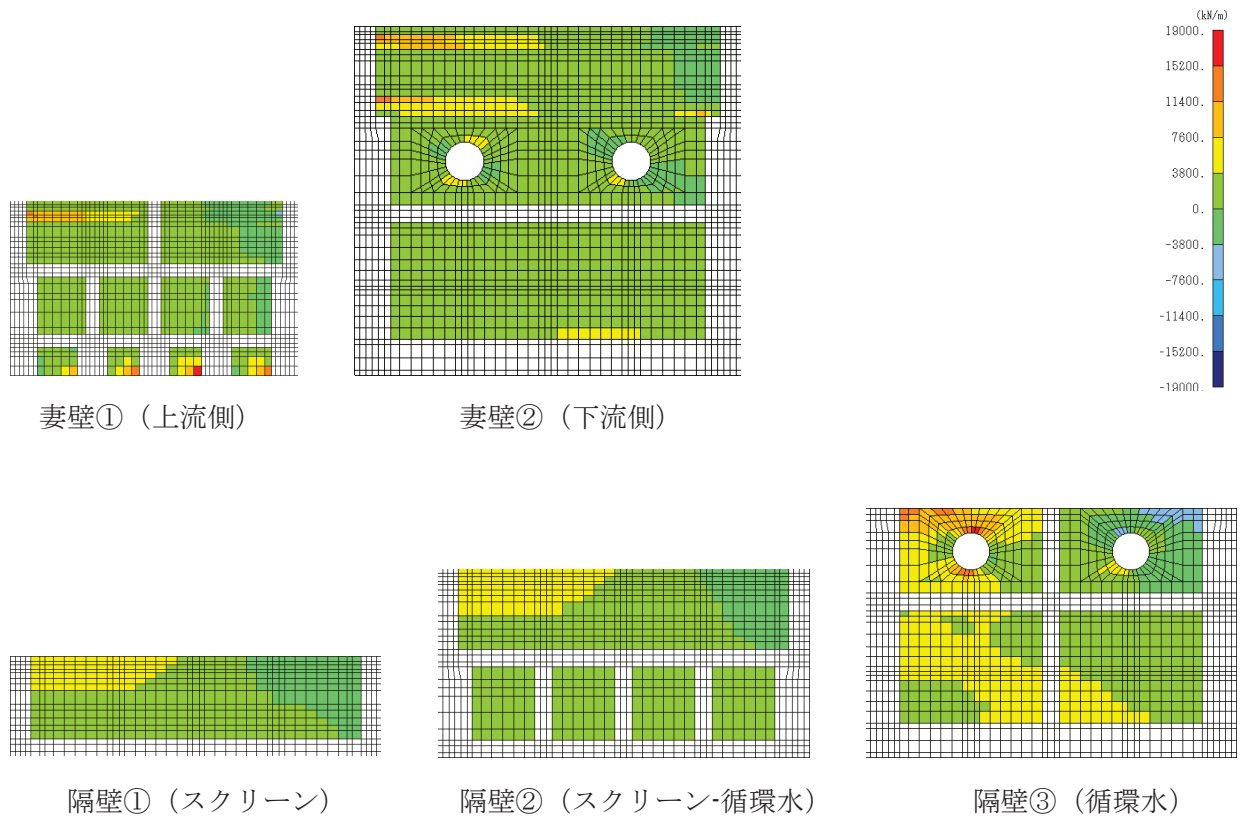 (kN/m)
19000.
15200.
11400.
7600.
3800.
0.
-3800.
-7600.
-11400.
-15200.
-19000.
妻壁①（上流側）
妻壁②（下流側）
隔壁①（スクリーン）
隔壁②（スクリーン-循環水）
隔壁③（循環水）